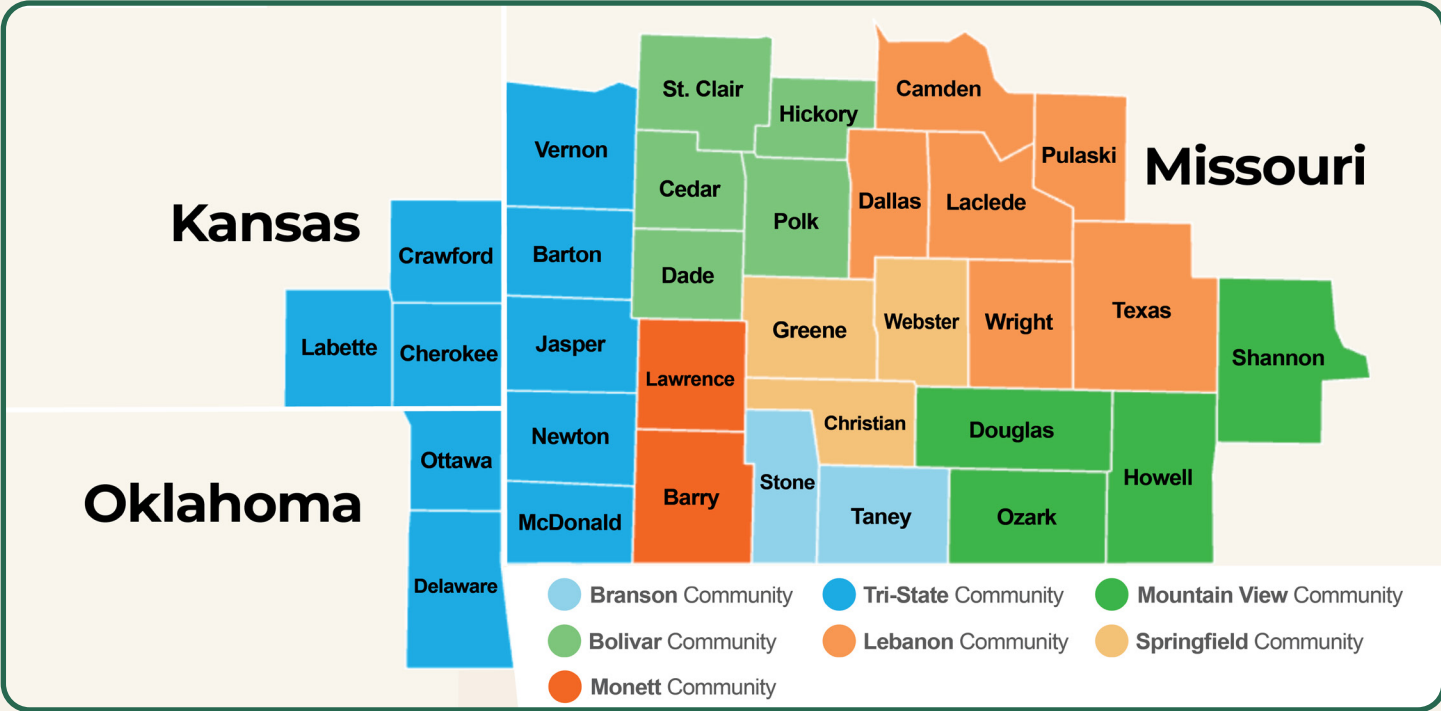 St. Clair
Camden
Hickory
Vernon
Pulaski
Missouri
Cedar
Dallas
Laclede
Kansas
Polk
Crawford
Barton
Dade
Texas
Greene
Webster
Wright
Labette
Cherokee
Jasper
Shannon
Lawrence
Christian
Douglas
Newton
Ottawa
Howell
Stone
Oklahoma
Barry
Taney
Ozark
McDonald
Delaware
Branson Community
Tri-State Community
Mountain View Community
Bolivar Community
Lebanon Community
Springfield Community
Monett Community